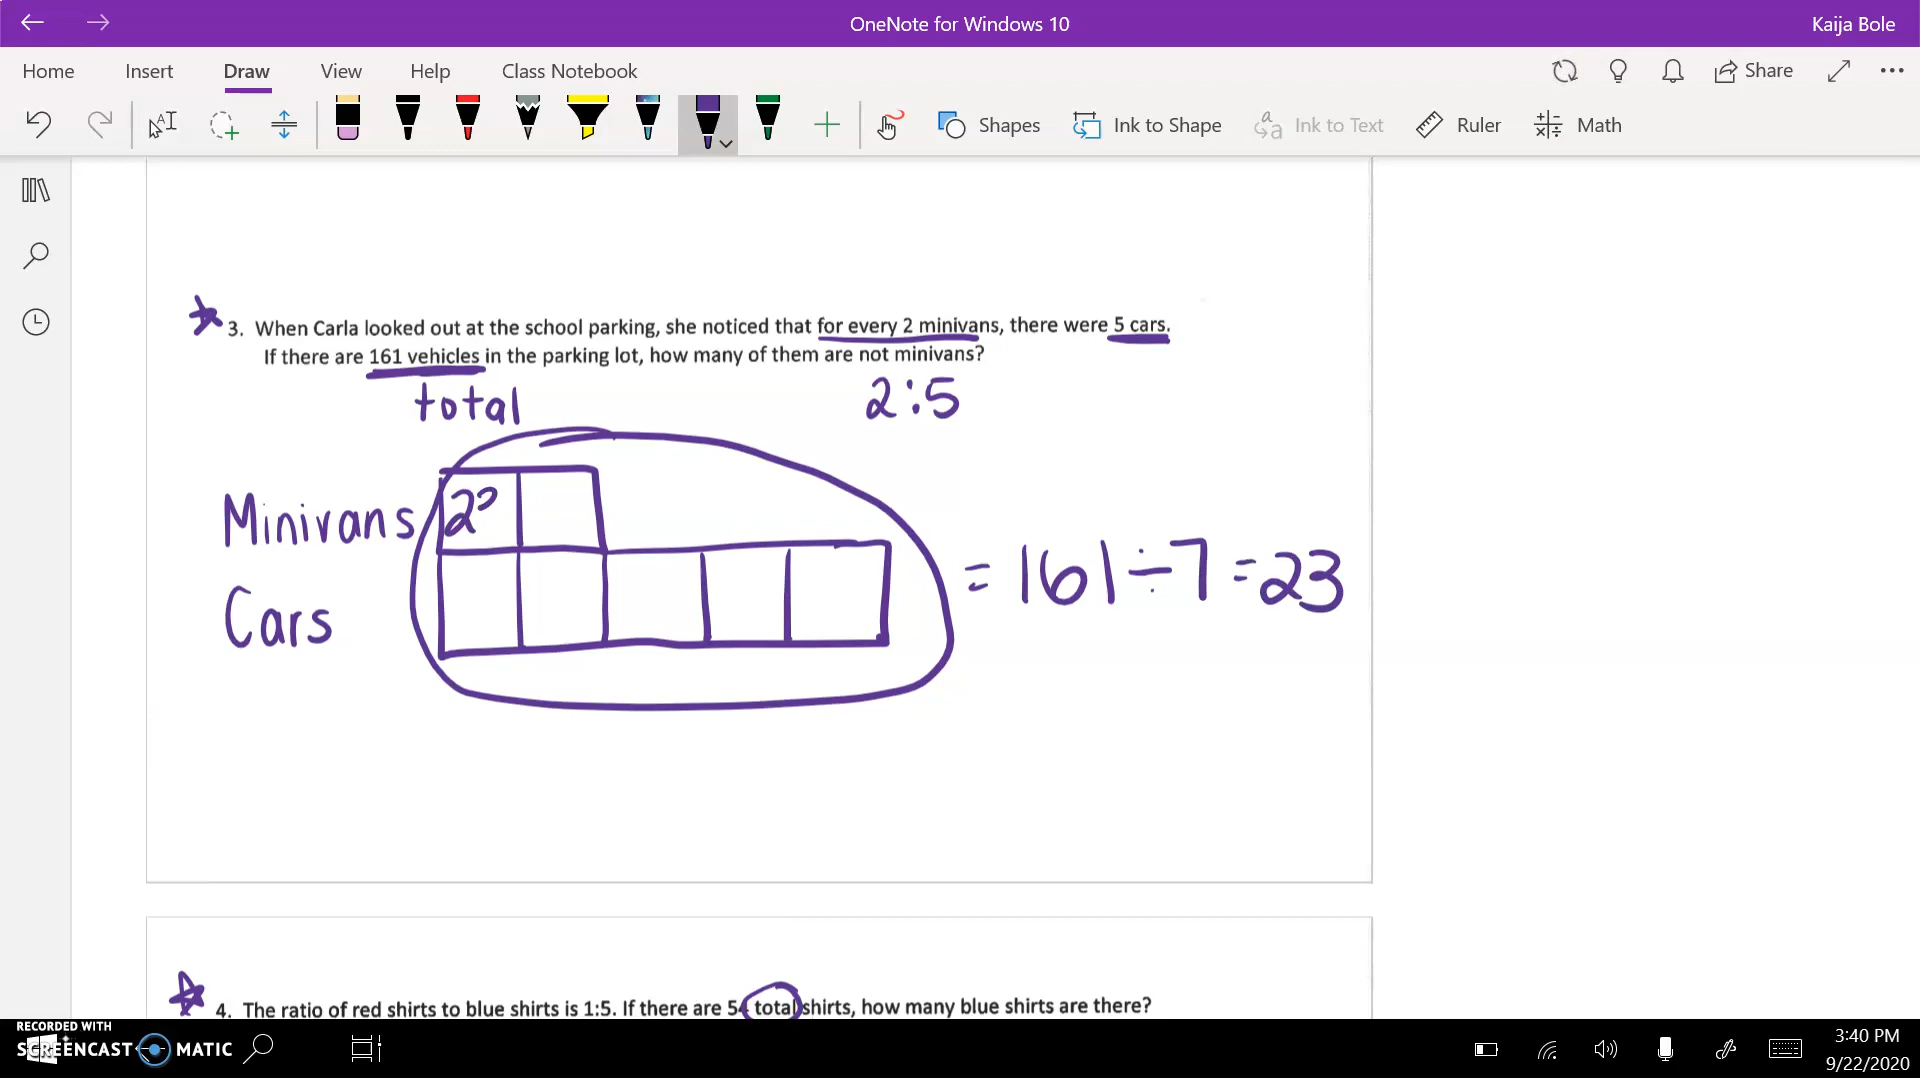 OneNote for Windows 10
Kaija Bole
Home Insert Draw View Help Class Notebook
Share
Shapes Ink to Shape Ink to Text Ruler Math
3. When Carla looked out at the school parking, she noticed that for every 2 minivans, there were 5 cars.
If there are 161 vehicles in the parking lot, how many of them are not minivans?
total 2:5
Minivans
Cars
= 161 ÷ 7 = 23
4. The ratio of red shirts to blue shirts is 1:5. If there are 54 total shirts, how many blue shirts are there?
RECORDED WITH
SCREENCAST MATIC
3:40 PM
9/22/2020